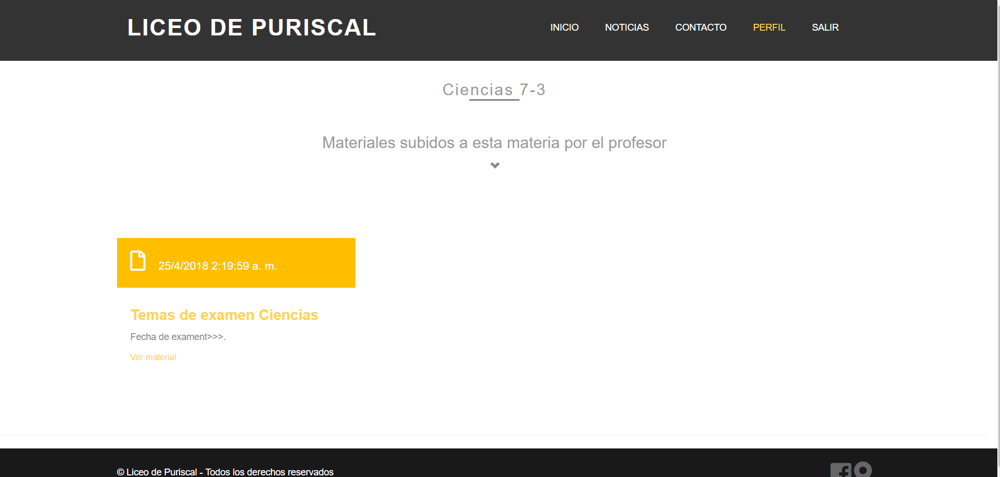 LICEO DE PURISCAL
INICIO NOTICIAS CONTACTO PERFIL SALIR
Ciencias 7-3
Materiales subidos a esta materia por el profesor
25/4/2018 2:19:59 a. m.
Temas de examen Ciencias
Fecha de exament>>>.
Ver material
© Liceo de Puriscal - Todos los derechos reservados